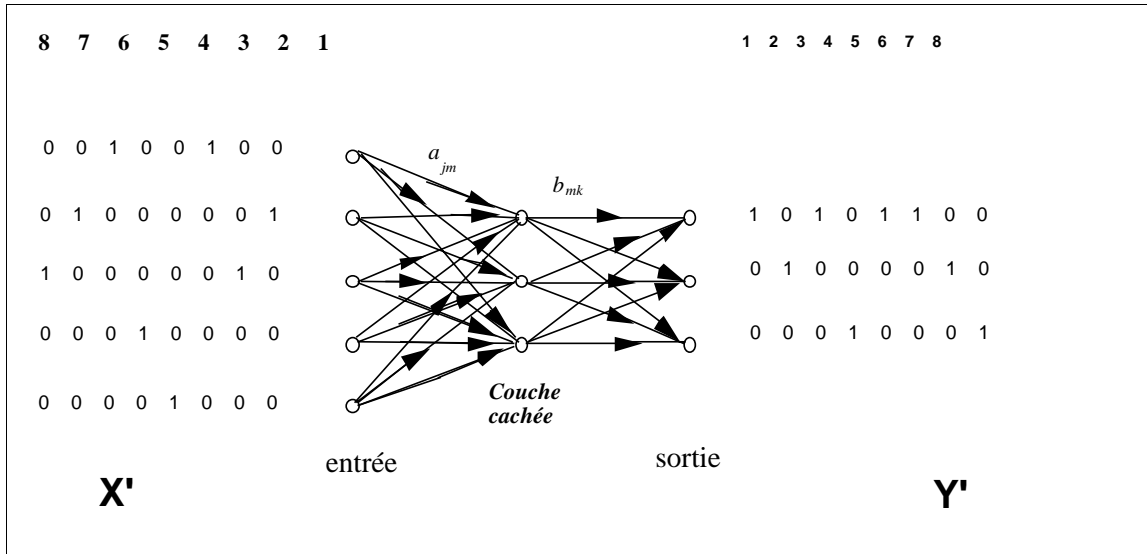 8 7 6 5 4 3 2 1
1 2 3 4 5 6 7 8
0 0 1 0 0 1 0 0
a jm
b mk
0 1 0 0 0 0 0 1
1 0 1 0 1 1 0 0
1 0 0 0 0 0 1 0
0 1 0 0 0 0 1 0
0 0 0 1 0 0 0 0
0 0 0 1 0 0 0 1
0 0 0 0 1 0 0 0
Couche
cachée
entrée
sortie
X'
Y'